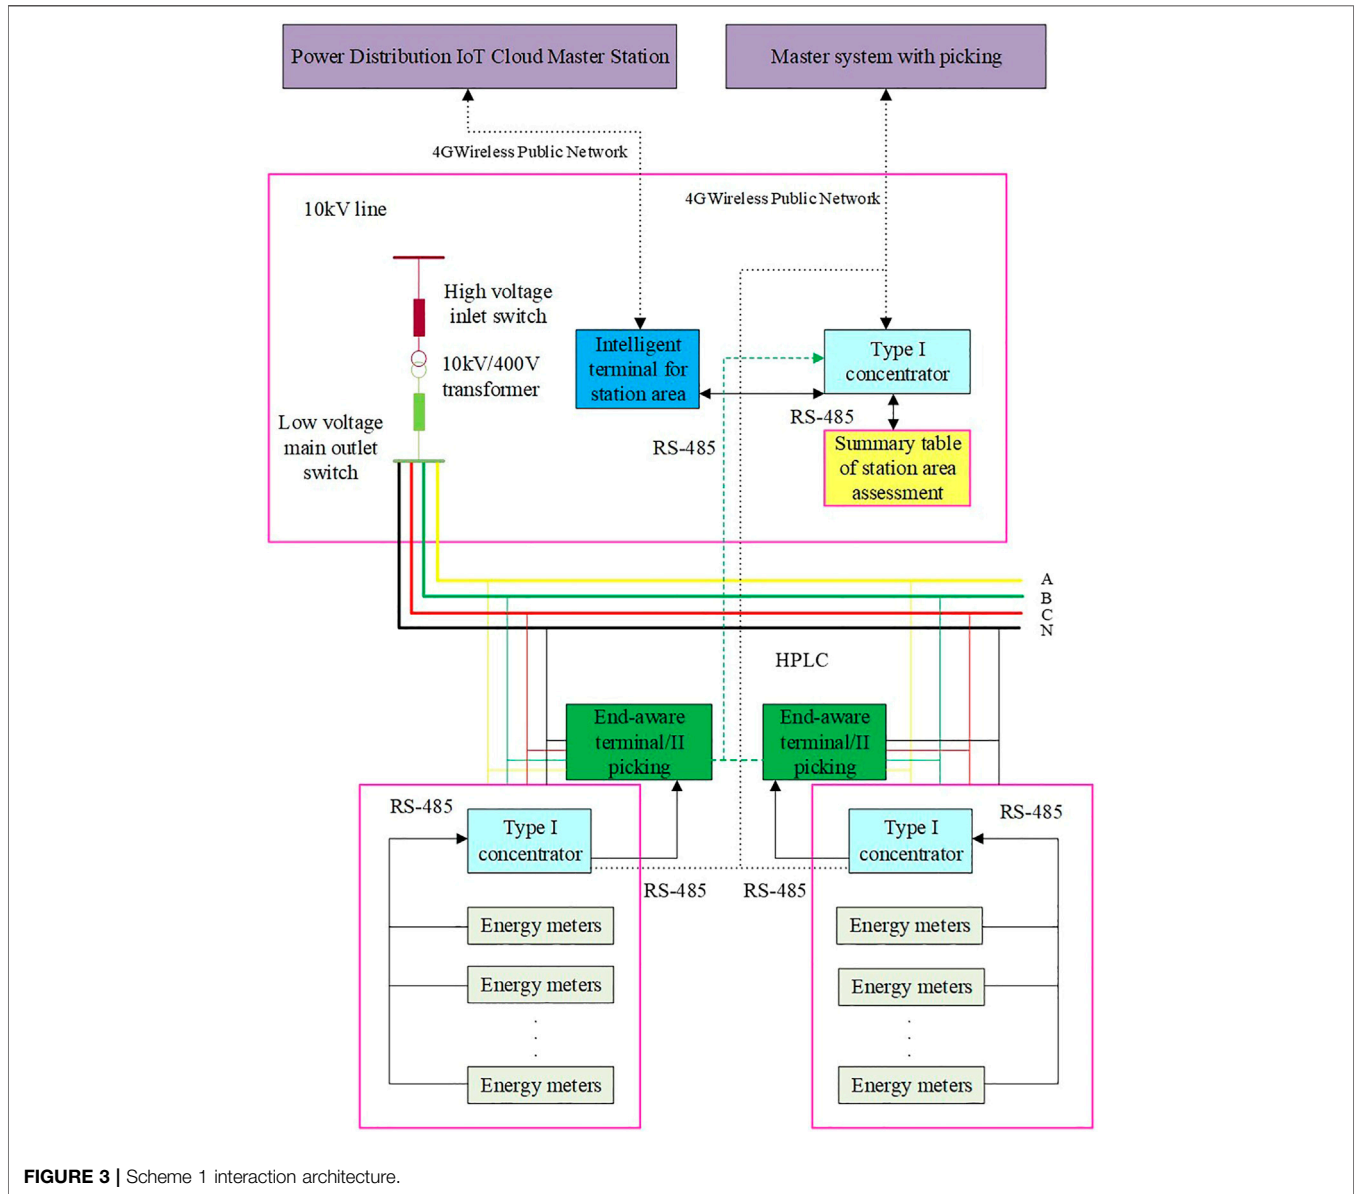 Power Distribution IoT Cloud Master Station
Master system with picking
4GWireless Public Network
4GWireless Public Network
10kV line
High voltage
inlet switch
10kV/400V
transformer
Low voltage
main outlet
switch
Intelligent
terminal for
station area
Type I
concentrator
RS-485
RS-485
Summary table
of station area
assessment
A
B
C
N
HPLC
End-aware
terminal/II
picking
End-aware
terminal/II
picking
RS-485
Type I
concentrator
RS-485
Energy meters
Energy meters
Energy meters
RS-485
Type I
concentrator
RS-485
Energy meters
Energy meters
Energy meters
FIGURE 3 | Scheme 1 interaction architecture.